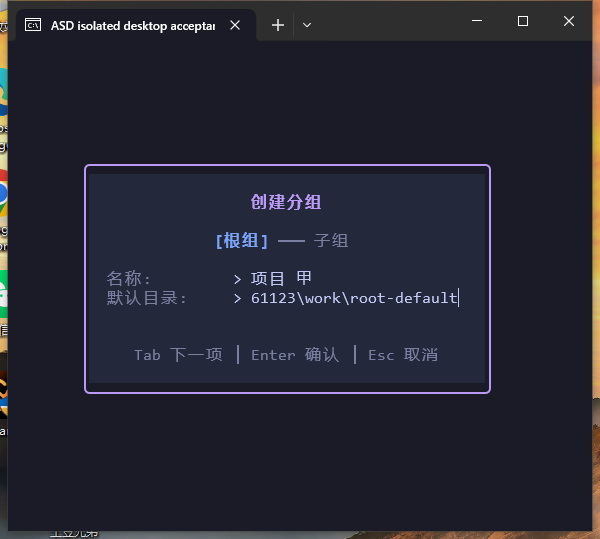 ASD isolated desktop acceptar
创建分组
[根组] —— 子组
名称: > 项目 甲
默认目录: > 61123\work\root-default
Tab 下一项 │ Enter 确认 │ Esc 取消